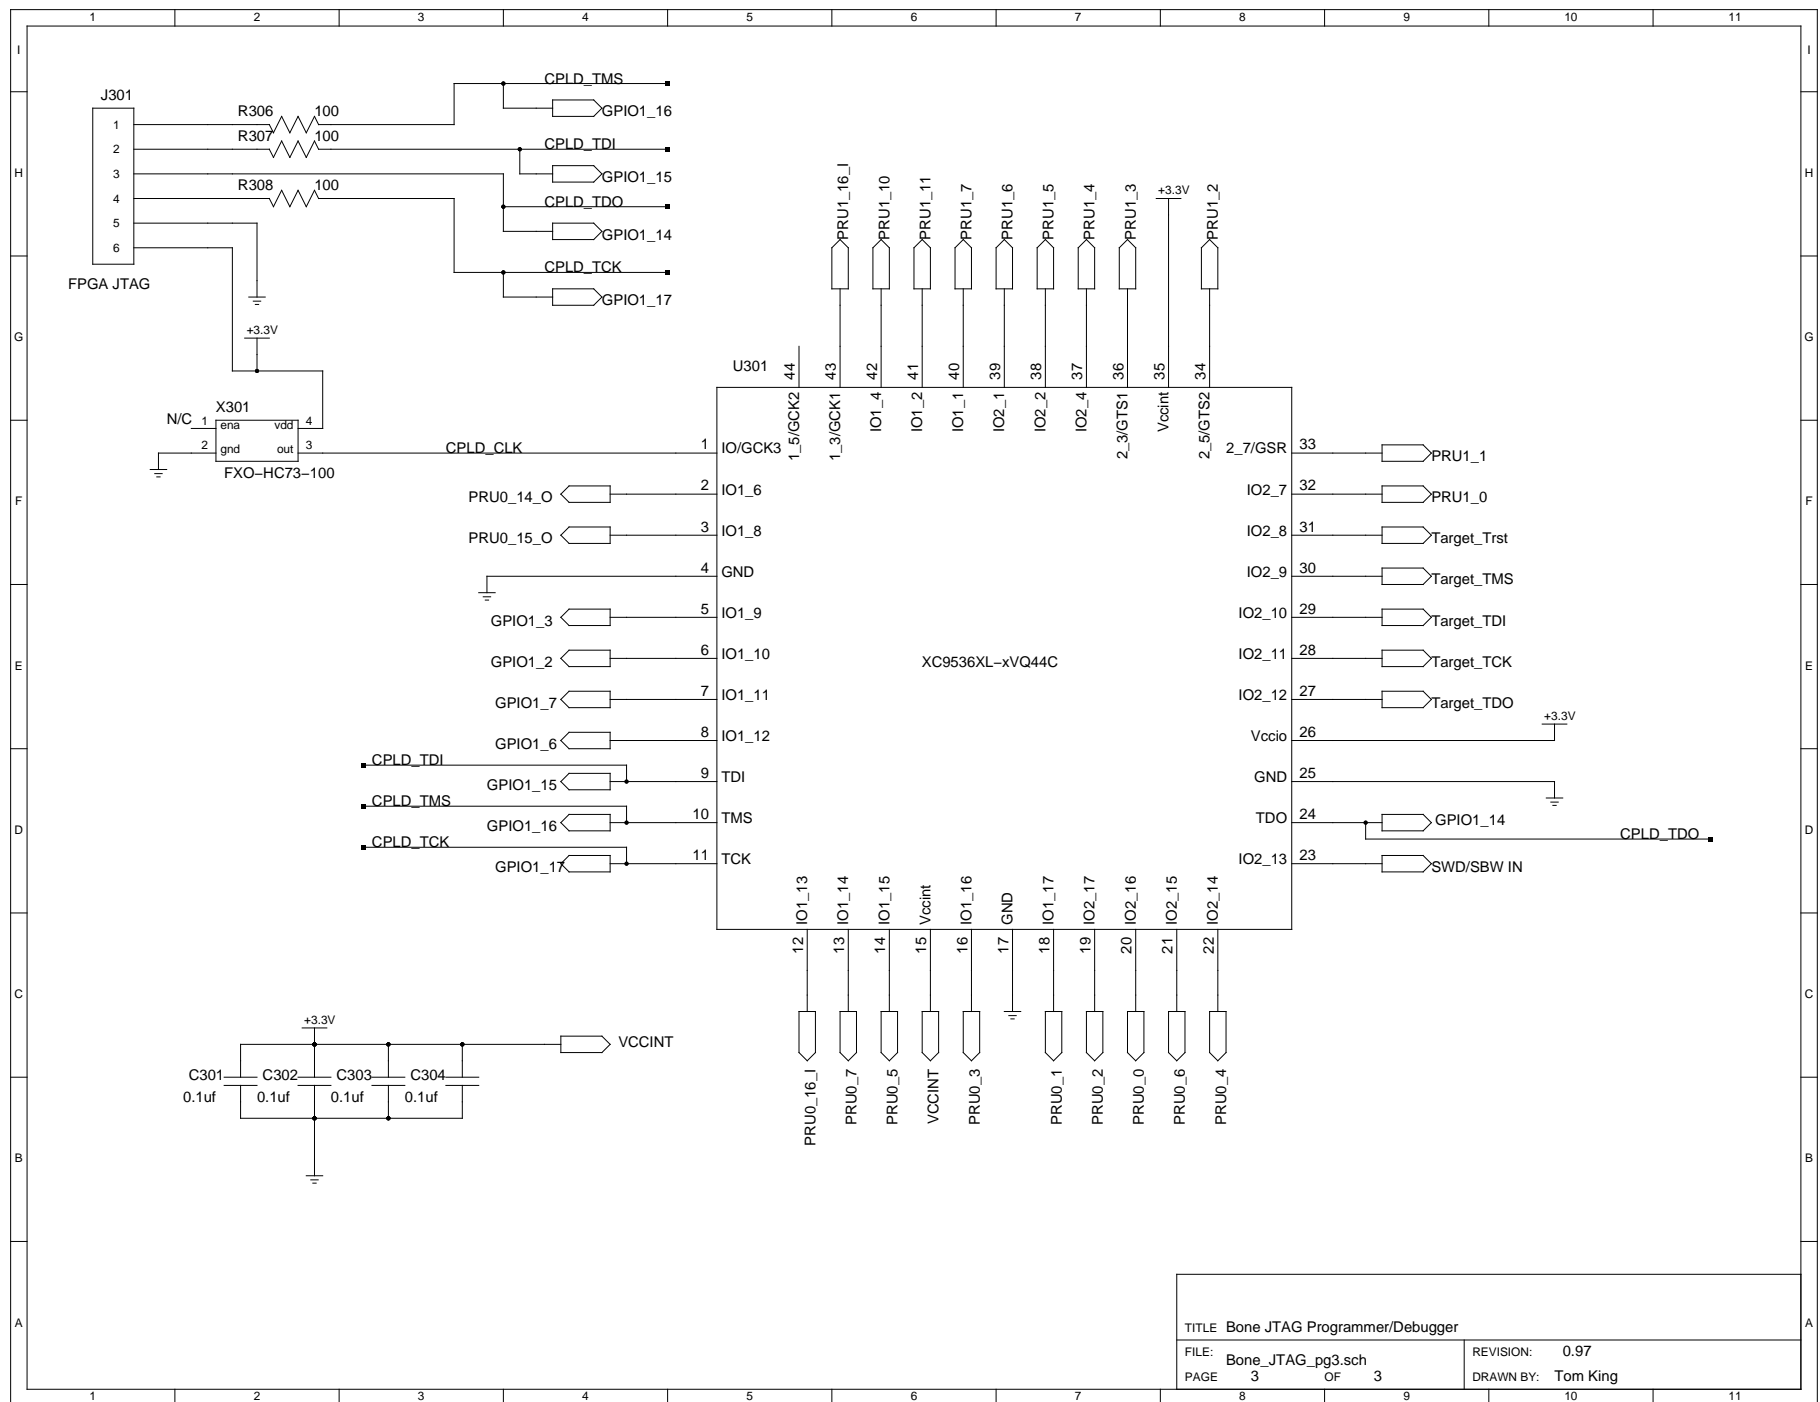 1 2 3 4 5 6 7 8 9 10 11
I I
H H
G G
F F
E E
D D
C C
B B
A A
J301
1
2
3
4
5
6
FPGA JTAG
R306 100
R307 100
R308 100
CPLD_TMS
GPIO1_16
CPLD_TDI
GPIO1_15
CPLD_TDO
GPIO1_14
CPLD_TCK
GPIO1_17
+3.3V
X301
N/C 1 ena vdd 4
2 gnd out 3
FXO-HC73-100
CPLD_CLK
PRU1_16_I
PRU1_10
PRU1_11
PRU1_7
PRU1_6
PRU1_5
PRU1_4
PRU1_3
+3.3V
PRU1_2
U301
44 1_5/GCK2
43 1_3/GCK1
42 IO1_4
41 IO1_2
40 IO1_1
39 IO2_1
38 IO2_2
37 IO2_4
36 2_3/GTS1
35 Vccint
34 2_5/GTS2
1 IO/GCK3
PRU0_14_O 2 IO1_6
PRU0_15_O 3 IO1_8
4 GND
GPIO1_3 5 IO1_9
GPIO1_2 6 IO1_10
GPIO1_7 7 IO1_11
GPIO1_6 8 IO1_12
CPLD_TDI
GPIO1_15 9 TDI
CPLD_TMS
GPIO1_16 10 TMS
CPLD_TCK
GPIO1_17 11 TCK
XC9536XL-xVQ44C
2_7/GSR 33 PRU1_1
IO2_7 32 PRU1_0
IO2_8 31 Target_Trst
IO2_9 30 Target_TMS
IO2_10 29 Target_TDI
IO2_11 28 Target_TCK
IO2_12 27 Target_TDO
+3.3V
Vccio 26
GND 25
TDO 24 GPIO1_14
CPLD_TDO
IO2_13 23 SWD/SBW IN
IO1_13 12 PRU0_16_I
IO1_14 13 PRU0_7
IO1_15 14 PRU0_5
Vccint 15 VCCINT
IO1_16 16 PRU0_3
GND 17
IO1_17 18 PRU0_1
IO2_17 19 PRU0_2
IO2_16 20 PRU0_0
IO2_15 21 PRU0_6
IO2_14 22 PRU0_4
+3.3V
VCCINT
C301 C302 C303 C304
0.1uf 0.1uf 0.1uf 0.1uf
TITLE Bone JTAG Programmer/Debugger
FILE: Bone_JTAG_pg3.sch REVISION: 0.97
PAGE 3 OF 3 DRAWN BY: Tom King
1 2 3 4 5 6 7 8 9 10 11